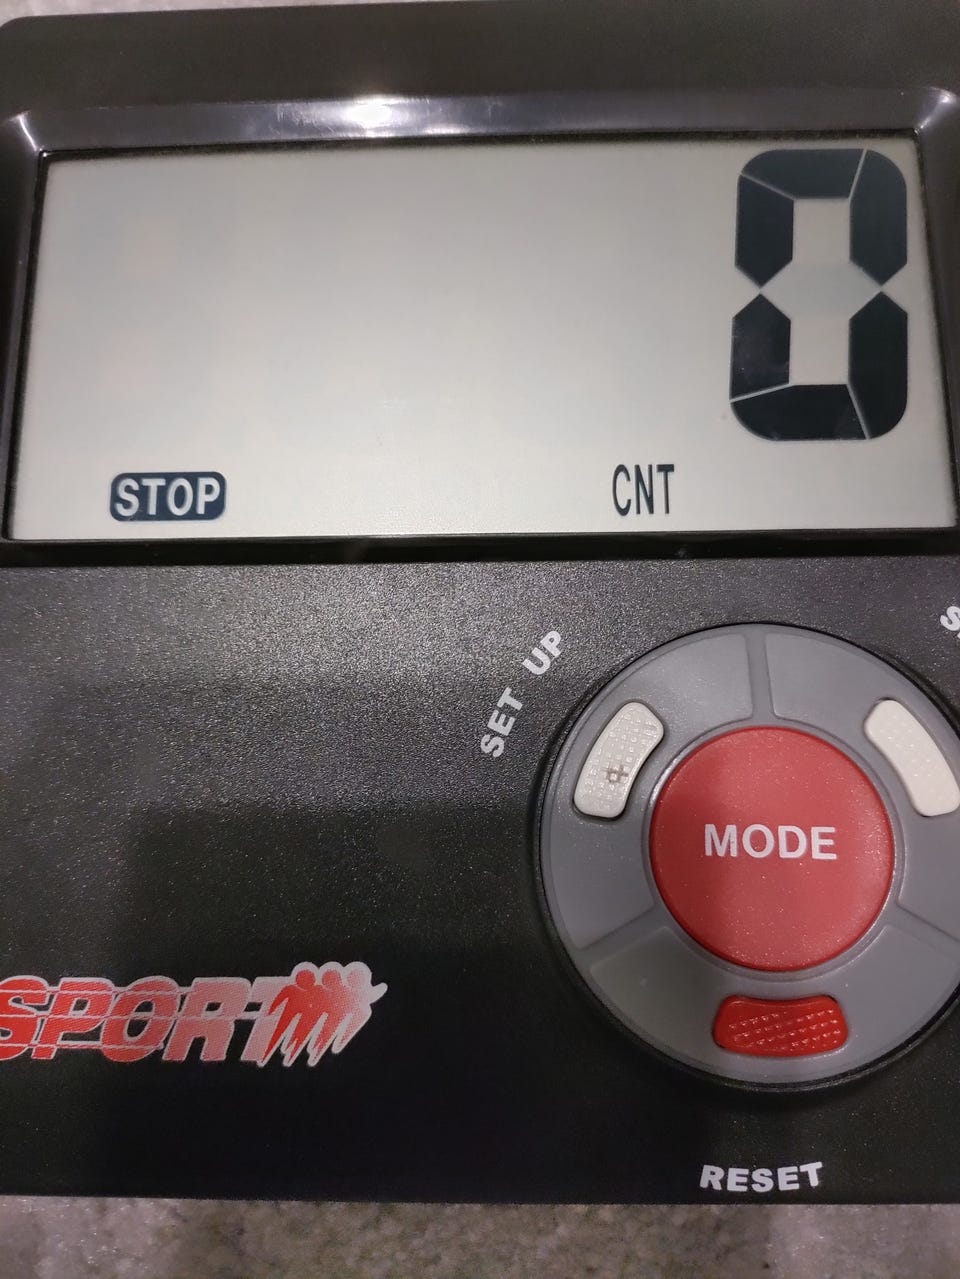 0
STOP CNT
SET UP
MODE
SPORT
RESET